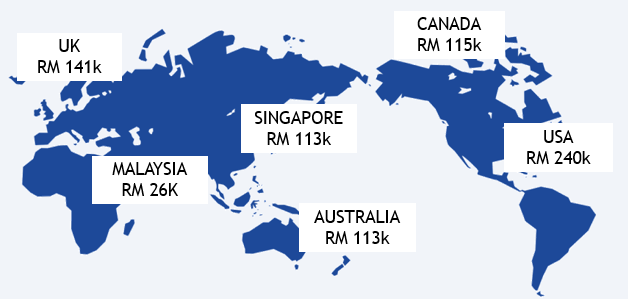 CANADA
RM 115k
UK
RM 141k
SINGAPORE
RM 113k
USA
RM 240k
MALAYSIA
RM 26K
AUSTRALIA
RM 113k